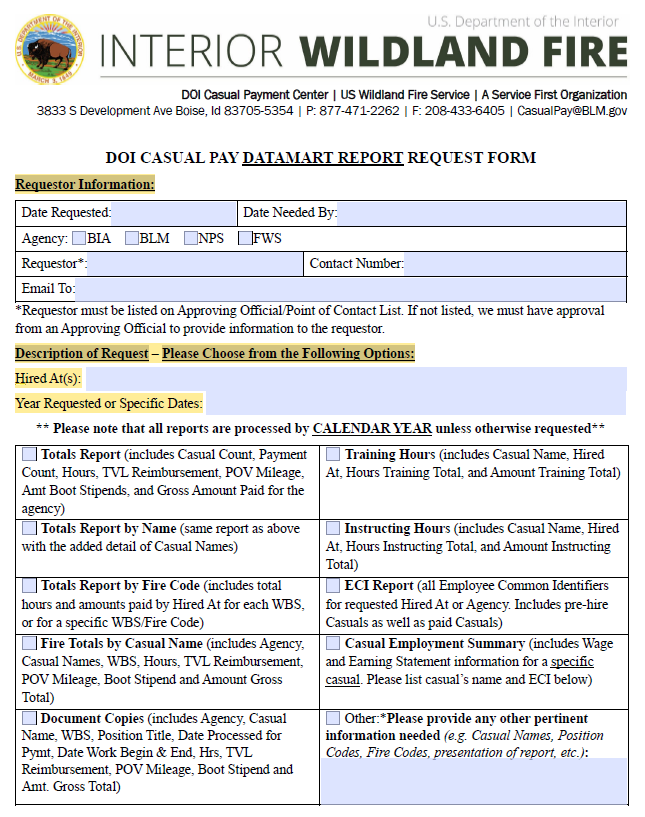 U.S. DEPARTMENT OF THE INTERIOR
MARCH 3, 1849
U.S. Department of the Interior
INTERIOR WILDLAND FIRE
DOI Casual Payment Center | US Wildland Fire Service | A Service First Organization
3833 S Development Ave Boise, Id 83705-5354 | P: 877-471-2262 | F: 208-433-6405 | CasualPay@BLM.gov
DOI CASUAL PAY DATAMART REPORT REQUEST FORM
Requestor Information:
Date Requested: Date Needed By:
Agency: BIA BLM NPS FWS
Requestor*: Contact Number:
Email To:
*Requestor must be listed on Approving Official/Point of Contact List. If not listed, we must have approval
from an Approving Official to provide information to the requestor.
Description of Request – Please Choose from the Following Options:
Hired At(s):
Year Requested or Specific Dates:
** Please note that all reports are processed by CALENDAR YEAR unless otherwise requested**
Totals Report (includes Casual Count, Payment
Count, Hours, TVL Reimbursement, POV Mileage,
Amt Boot Stipends, and Gross Amount Paid for the
agency)
Training Hours (includes Casual Name, Hired
At, Hours Training Total, and Amount Training Total)
Totals Report by Name (same report as above
with the added detail of Casual Names)
Instructing Hours (includes Casual Name, Hired
At, Hours Instructing Total, and Amount Instructing
Total)
Totals Report by Fire Code (includes total
hours and amounts paid by Hired At for each WBS,
or for a specific WBS/Fire Code)
ECI Report (all Employee Common Identifiers
for requested Hired At or Agency. Includes pre-hire
Casuals as well as paid Casuals)
Fire Totals by Casual Name (includes Agency,
Casual Names, WBS, Hours, TVL Reimbursement,
POV Mileage, Boot Stipend and Amount Gross
Total)
Casual Employment Summary (includes Wage
and Earning Statement information for a specific
casual. Please list casual's name and ECI below)
Document Copies (includes Agency, Casual
Name, WBS, Position Title, Date Processed for
Pymt, Date Work Begin & End, Hrs, TVL
Reimbursement, POV Mileage, Boot Stipend and
Amt. Gross Total)
Other:*Please provide any other pertinent
information needed (e.g. Casual Names, Position
Codes, Fire Codes, presentation of report, etc.):